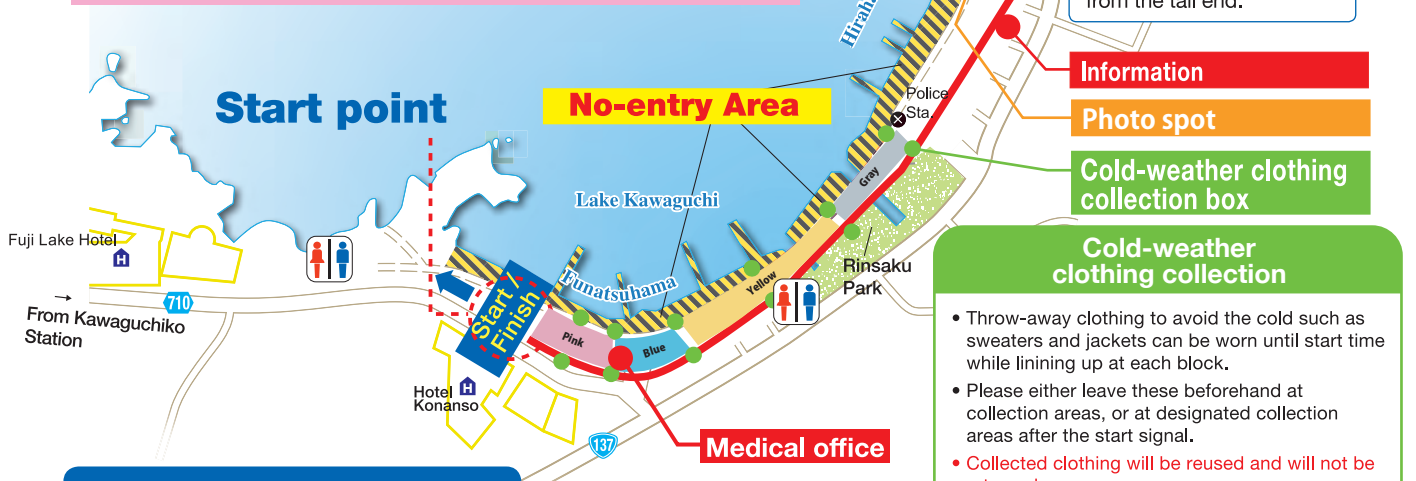 from the tail end.
Hiraha
Information
Start point
No-entry Area
Police
Sta.
Photo spot
Gray
Cold-weather clothing
collection box
Lake Kawaguchi
Fuji Lake Hotel
H
Cold-weather
clothing collection
Rinsaku
Park
Funatsuhama
Yellow
710
From Kawaguchiko
Station
Start /
Finish
Pink
Blue
Hotel
Konanso
H
137
Medical office
• Throw-away clothing to avoid the cold such as
sweaters and jackets can be worn until start time
while linining up at each block.
• Please either leave these beforehand at
collection areas, or at designated collection
areas after the start signal.
• Collected clothing will be reused and will not be